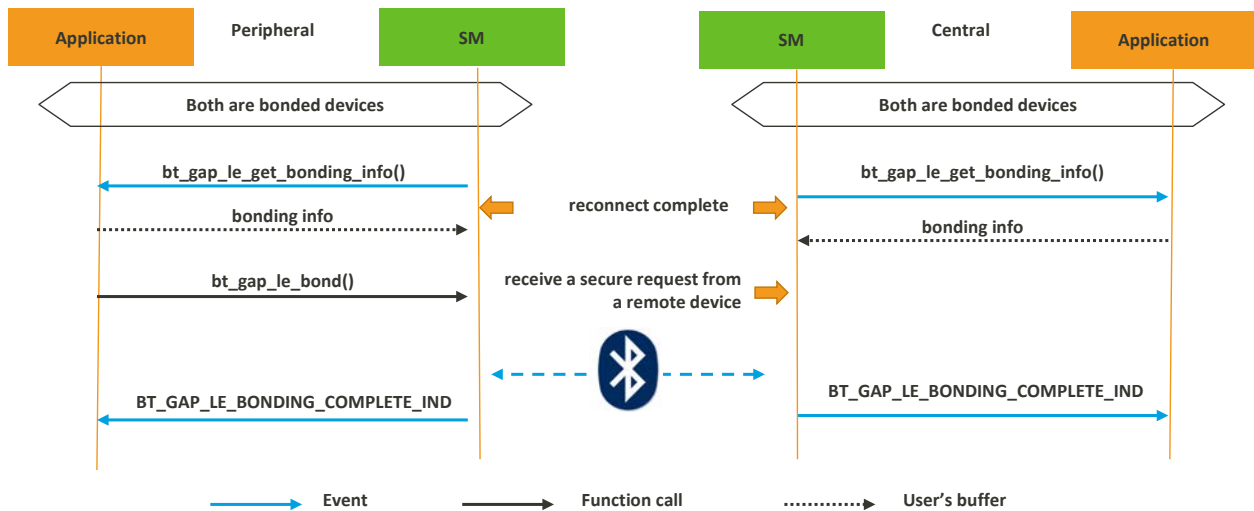 Application
Peripheral
SM
SM
Central
Application
Both are bonded devices
Both are bonded devices
bt_gap_le_get_bonding_info()
bt_gap_le_get_bonding_info()
reconnect complete
bonding info
bonding info
bt_gap_le_bond()
receive a secure request from
a remote device
BT_GAP_LE_BONDING_COMPLETE_IND
BT_GAP_LE_BONDING_COMPLETE_IND
Event
Function call
User's buffer